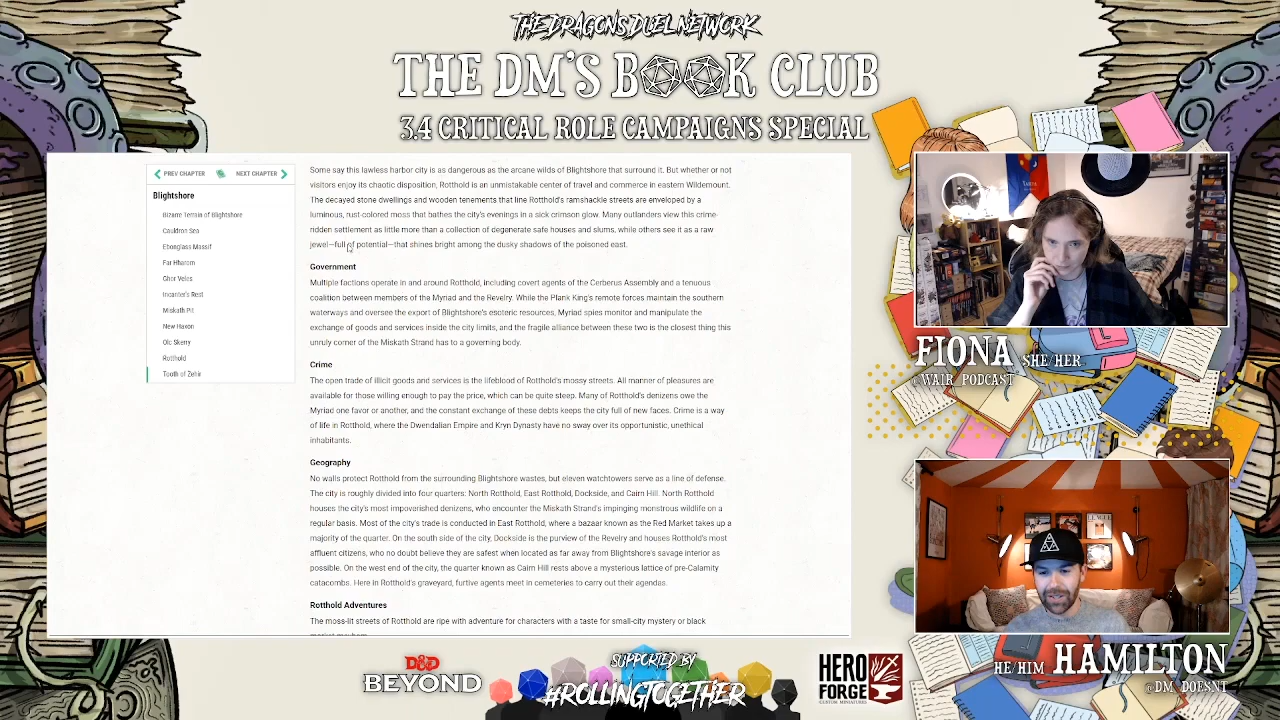 THE DRAGONS DUEL NETWORK
THE DM'S BOOK CLUB
3.4 CRITICAL ROLE CAMPAIGNS SPECIAL
PREV CHAPTER
NEXT CHAPTER
Blightshore
Bizarre Terrain of Blightshore
Cauldron Sea
Ebonglass Massif
Far Hharom
Ghor Veles
Incanter's Rest
Miskath Pit
New Haxon
Olc Skerry
Rotthold
Tooth of Zehir
Some say this lawless harbor city is as dangerous as the arcane wilds of Blightshore that surround it. But whether or not
visitors enjoy its chaotic disposition, Rotthold is an unmistakable center of travel and commerce in eastern Wildemount.
The decayed stone dwellings and wooden tenements that form Rotthold's ramshackle streets are enveloped by a
luminous, rust-colored moss that bathes the city's evenings in a sick crimson glow. Many outsiders view this crime-
ridden settlement as little more than a collection of degenerate safe houses and slums, while others see it as a raw
jewel—full of potential—that shines bright among the dusky shadows of the poisoned east.
Government
Multiple factions operate in and around Rotthold, including covert agents of the Cerberus Assembly and a tenuous
coalition between members of the Myriad and the Revelry. While the Plank King's remote forces maintain the southern
waterways and oversee the export of Blightshore's esoteric resources, Myriad spies monitor and manipulate the
exchange of goods and services inside the city limits, and the fragile alliance between these two is the closest thing this
unruly corner of the Miskath Strand has to a governing body.
Crime
The open trade of illicit goods and services is the lifeblood of Rotthold's mossy streets. All manner of pleasures are
available for those willing enough to pay the price, which can be quite steep. Many of Rotthold's denizens owe the
Myriad one favor or another, and the constant exchange of these debts keeps the city full of new faces. Crime is a way
of life in Rotthold, where the Dwendalian Empire and Kryn Dynasty have no sway over its opportunistic, unethical
inhabitants.
Geography
No walls protect Rotthold from the surrounding Blightshore wastes, but eleven watchtowers serve as a line of defense.
The city is roughly divided into four quarters: North Rotthold, East Rotthold, Dockside, and Cairn Hill. North Rotthold
houses the city's most impoverished denizens, who encounter the Miskath Strand's impinging monstrous wildlife on a
regular basis. Most of the city's trade is conducted in East Rotthold, where a bazaar known as the Red Market takes up a
majority of the quarter. On the south side of the city, Dockside is the purview of the Revelry and houses Rotthold's most
affluent citizens, who no doubt believe they are safest when located as far away from Blightshore's savage interior as
possible. On the west end of the city, the quarter known as Cairn Hill rests above a mysterious lattice of pre-Calamity
catacombs. Here in Rotthold's graveyard, furtive agents meet in cemeteries to carry out their agendas.
Rotthold Adventures
The moss-lit streets of Rotthold are ripe with adventure for characters with a taste for small-city mystery or black
market mayhem.
FIONA SHE/HER
@WAIR_PODCAST
HE/HIM HAMILTON
@DM_DOESNT
D&D
BEYOND
SUPPORTED BY
#ROLLINGTOGETHER
HERO
FORGE
CUSTOM MINIATURES